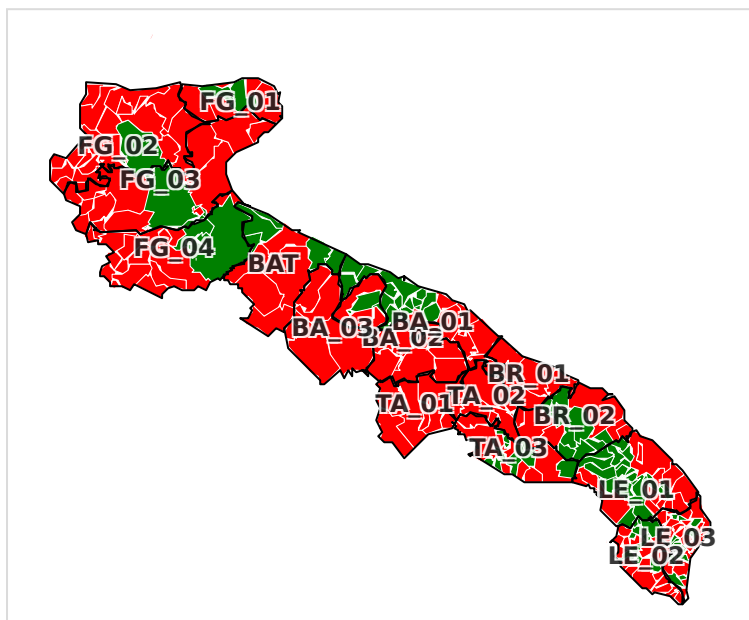 FG_01
FG_02
FG_03
FG_04
BAT
BA_01
BA_03
BA_02
BR_01
TA_02
TA_01
BR_02
TA_03
LE_01
LE_03
LE_02